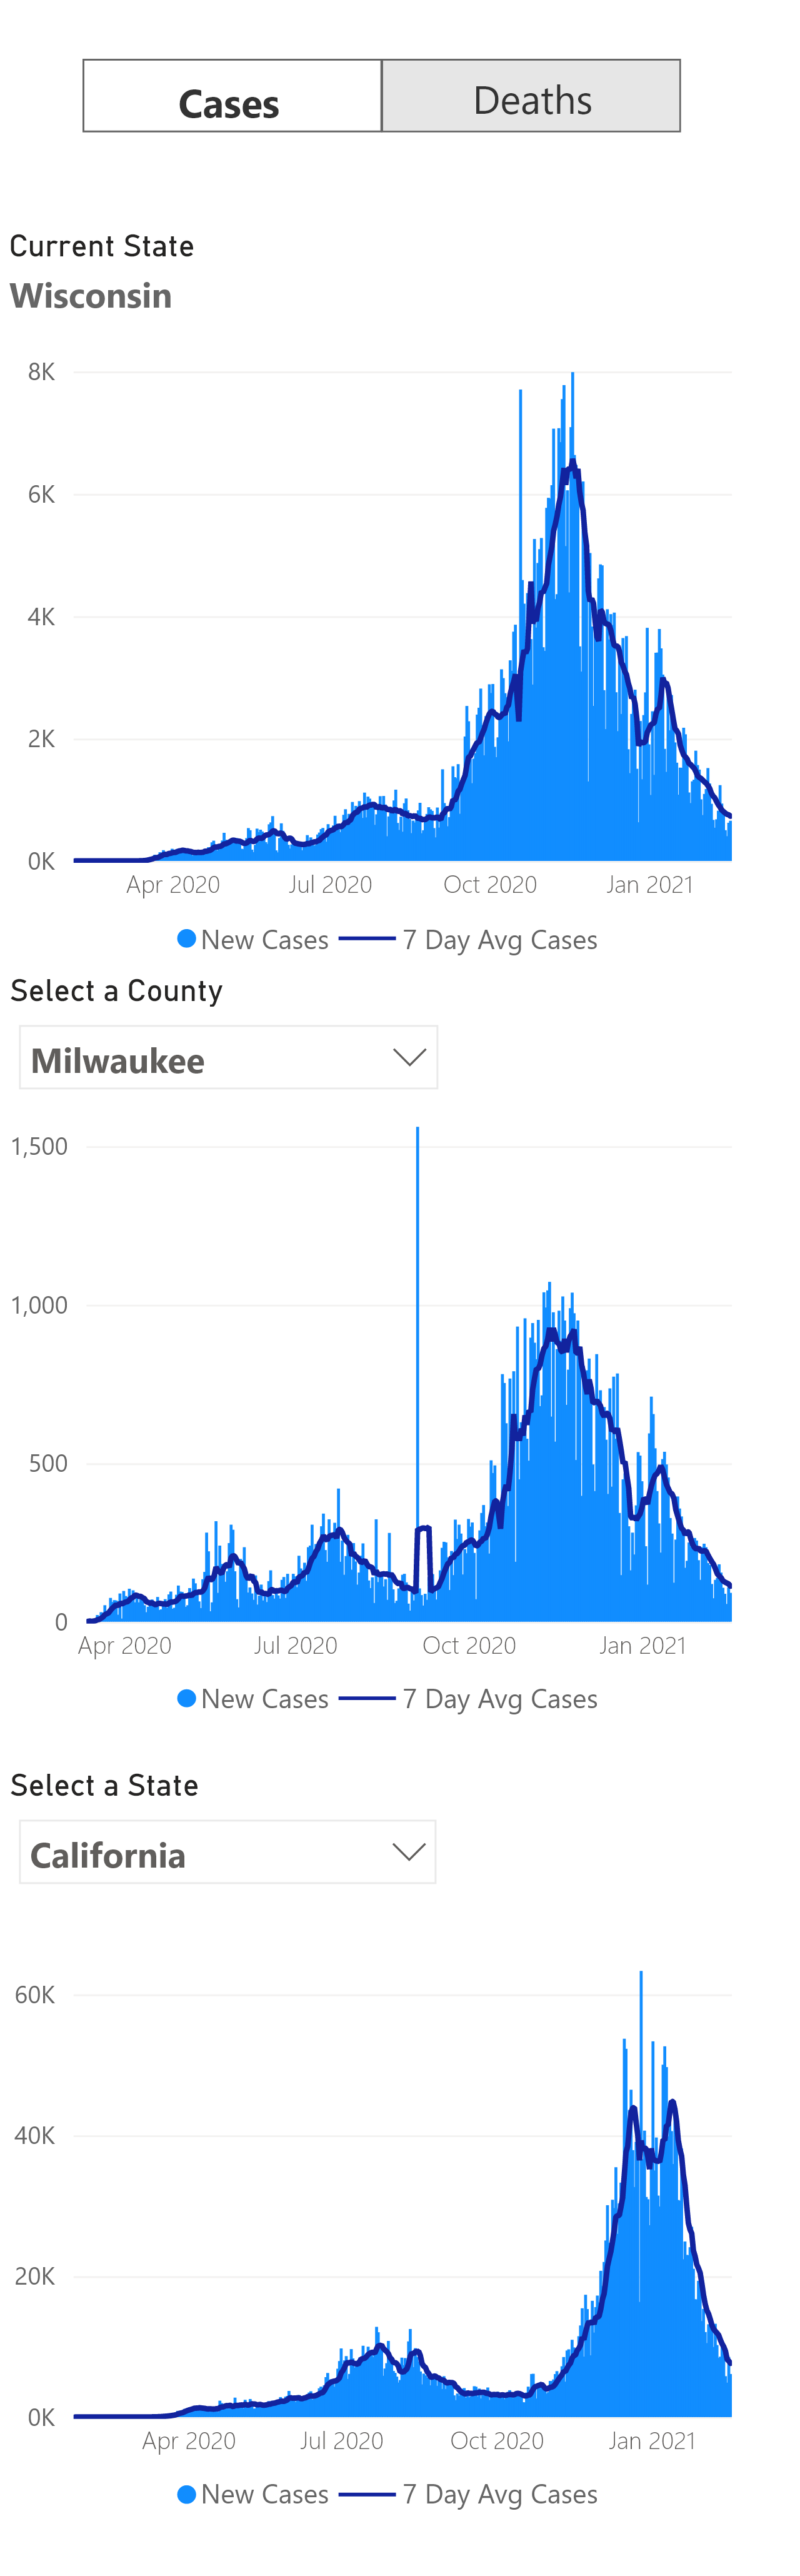 Cases Deaths
Current State
Wisconsin
8K
6K
4K
2K
0K
Apr 2020 Jul 2020 Oct 2020 Jan 2021
New Cases 7 Day Avg Cases
Select a County
Milwaukee
1,500
1,000
500
0
Apr 2020 Jul 2020 Oct 2020 Jan 2021
New Cases 7 Day Avg Cases
Select a State
California
60K
40K
20K
0K
Apr 2020 Jul 2020 Oct 2020 Jan 2021
New Cases 7 Day Avg Cases